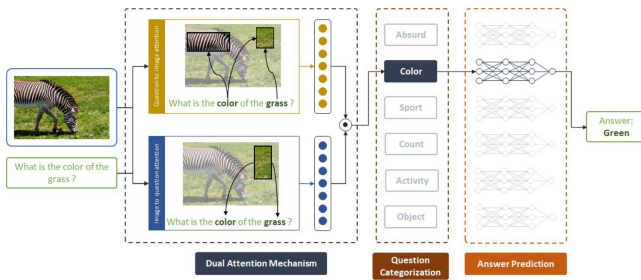 Question to image attention
What is the color of the grass ?
What is the color of the
grass ?
Image to question attention
What is the color of the grass ?
Absurd
Color
Sport
Count
Activity
Object
Answer:
Green
Dual Attention Mechanism
Question
Categorization
Answer Prediction